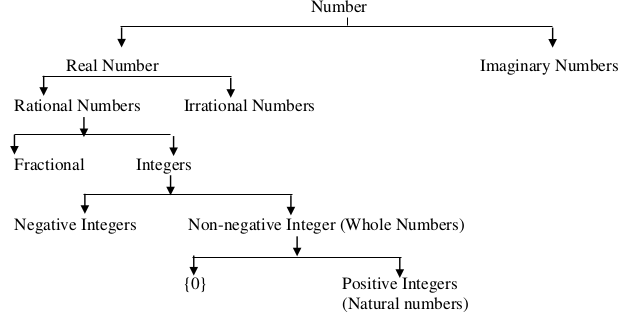 Number
Real Number
Imaginary Numbers
Rational Numbers
Irrational Numbers
Fractional
Integers
Negative Integers
Non-negative Integer (Whole Numbers)
{0}
Positive Integers
(Natural numbers)